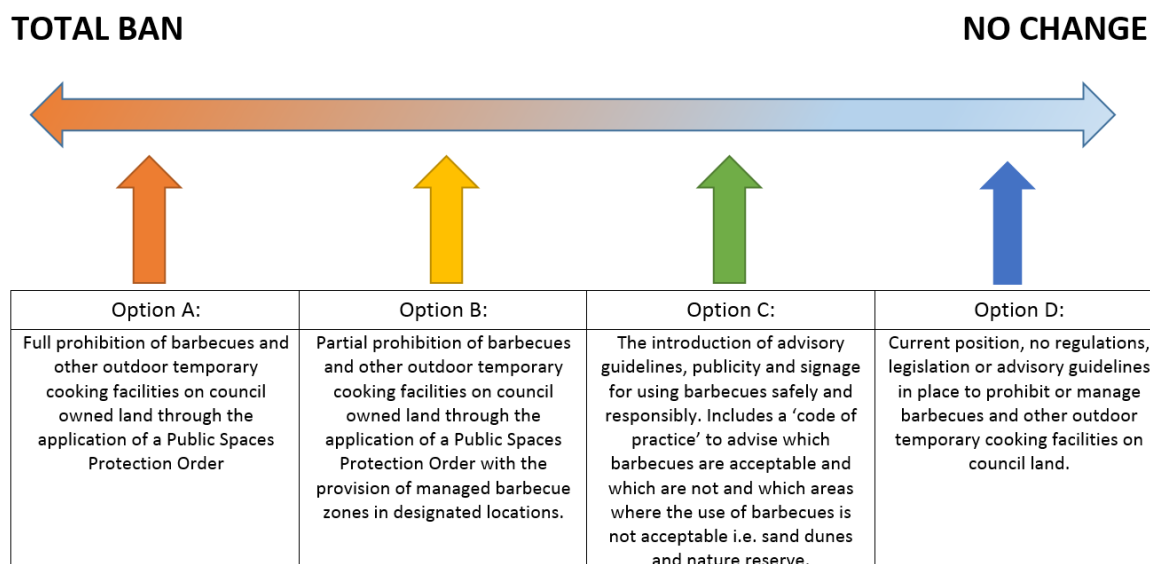 TOTAL BAN
NO CHANGE
Option A:
Full prohibition of barbecues and
other outdoor temporary
cooking facilities on council
owned land through the
application of a Public Spaces
Protection Order
Option B:
Partial prohibition of barbecues
and other outdoor temporary
cooking facilities on council
owned land through the
application of a Public Spaces
Protection Order with the
provision of managed barbecue
zones in designated locations.
Option C:
The introduction of advisory
guidelines, publicity and signage
for using barbecues safely and
responsibly. Includes a ‘code of
practice’ to advise which
barbecues are acceptable and
which are not and which areas
where the use of barbecues is
not acceptable i.e. sand dunes
and nature reserve.
Option D:
Current position, no regulations,
legislation or advisory guidelines
in place to prohibit or manage
barbecues and other outdoor
temporary cooking facilities on
council land.